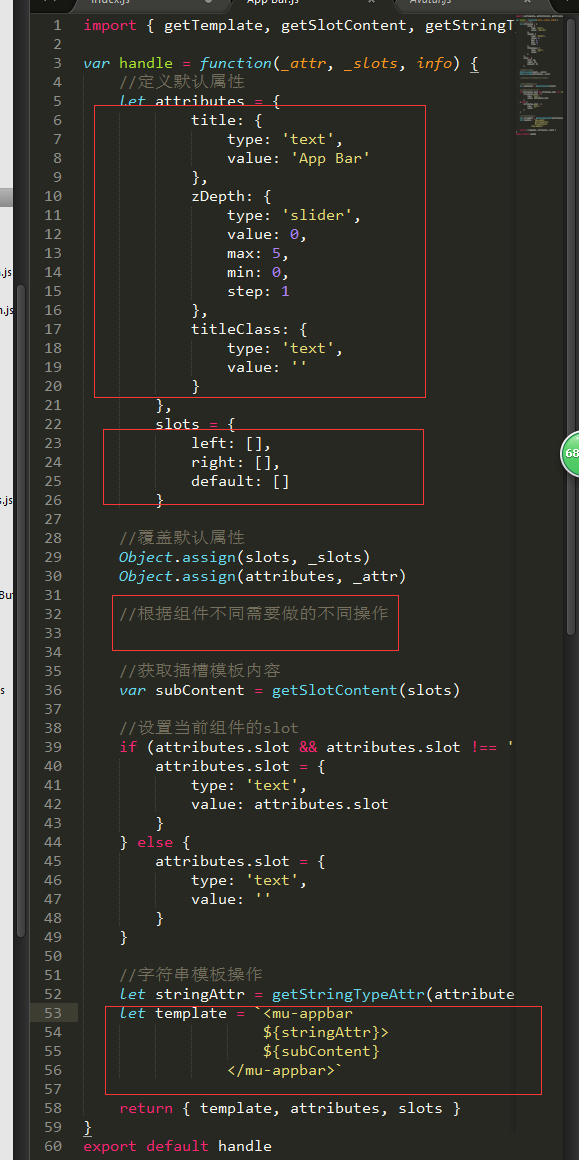 index.js App Bar.js Avatar.js
1 import { getTemplate, getSlotContent, getStringT
2
3 var handle = function(_attr, _slots, info) {
4 //定义默认属性
5 let attributes = {
6 title: {
7 type: 'text',
8 value: 'App Bar'
9 },
10 zDepth: {
11 type: 'slider',
12 value: 0,
13 max: 5,
14 min: 0,
15 step: 1
16 },
17 titleClass: {
18 type: 'text',
19 value: ''
20 }
21 },
22 slots = {
23 left: [],
24 right: [],
25 default: []
26 }
27
28 //覆盖默认属性
29 Object.assign(slots, _slots)
30 Object.assign(attributes, _attr)
31
32 //根据组件不同需要做的不同操作
33
34
35 //获取插槽模板内容
36 var subContent = getSlotContent(slots)
37
38 //设置当前组件的slot
39 if (attributes.slot && attributes.slot !== '
40 attributes.slot = {
41 type: 'text',
42 value: attributes.slot
43 }
44 } else {
45 attributes.slot = {
46 type: 'text',
47 value: ''
48 }
49 }
50
51 //字符串模板操作
52 let stringAttr = getStringTypeAttr(attribute
53 let template = `<mu-appbar
54 ${stringAttr}>
55 ${subContent}
56 </mu-appbar>`
57
58 return { template, attributes, slots }
59 }
60 export default handle
68